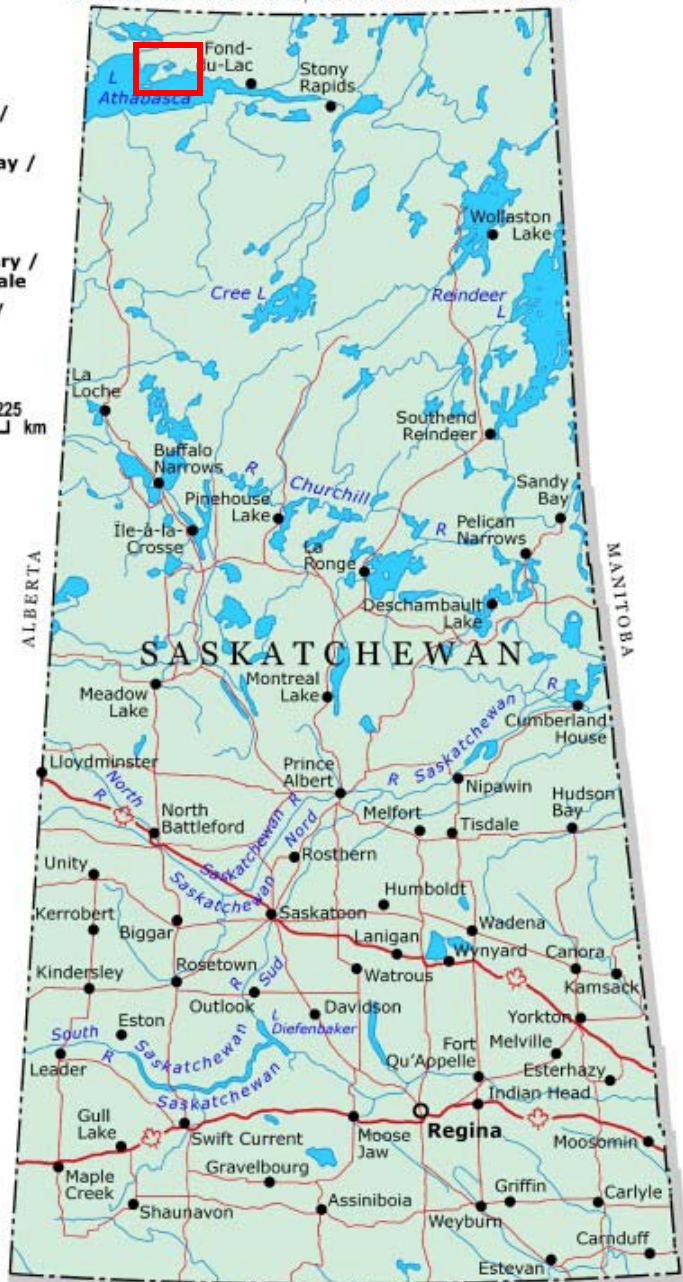 Fond-
du-Lac
Stony
Rapids
L
Athabasca
/
ay /
Wollaston
Lake
ry /
ale
/
Cree L
Reindeer
L
La
Loche
225
km
Southend
Reindeer
Buffalo
Narrows
R
Churchill
Sandy
Bay
Pinehouse
Lake
R
Pelican
Narrows
Île-à-la-
Crosse
La
Ronge
ALBERTA
MANITOBA
Deschambault
Lake
SASKATCHEWAN
Meadow
Lake
Montreal
Lake
R
Saskatchewan
R
Cumberland
House
Lloydminster
North
R
Prince
Albert
Nipawin
Hudson
Bay
North
Battleford
Saskatchewan R
Nord
Melfort
Tisdale
Rosthern
Unity
Saskatchewan
Humboldt
Kerrobert
Biggar
Saskatoon
Wadena
Lanigan
Wynyard
Canora
Kamsack
Kindersley
Rosetown
Watrous
Outlook
R
Sud
Davidson
Yorkton
South
R
Eston
Saskatchewan
L
Diefenbaker
Melville
Leader
Saskatchewan
Fort
Qu'Appelle
Esterhazy
Indian Head
Gull
Lake
Swift Current
Moose
Jaw
Regina
Moosomin
Maple
Creek
Gravelbourg
Shaunavon
Assiniboia
Griffin
Weyburn
Carlyle
Carnduff
Estevan